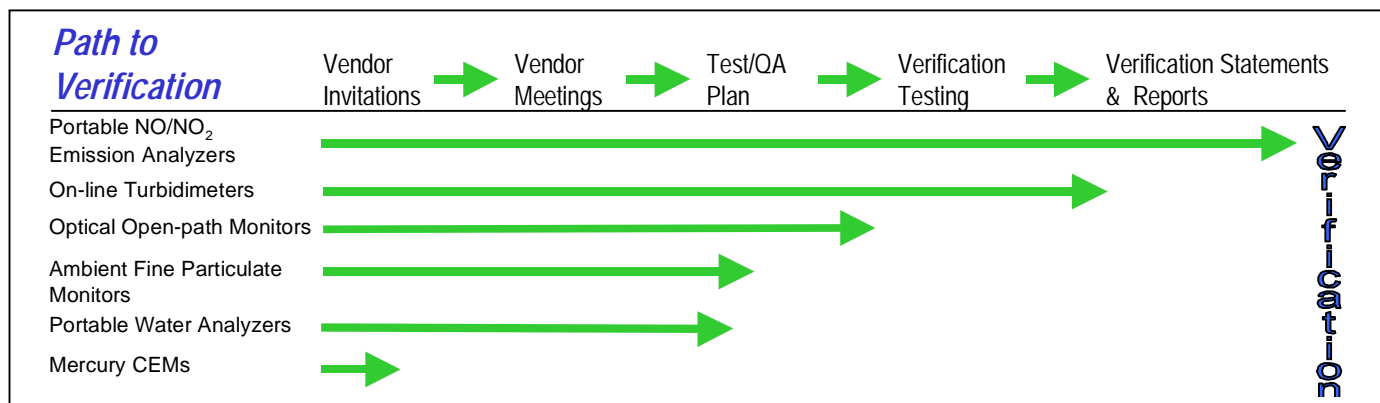 Path to
Verification
Vendor
Invitations
Vendor
Meetings
Test/QA
Plan
Verification
Testing
Verification Statements
& Reports
Portable NO/NO₂
Emission Analyzers
On-line Turbidimeters
Optical Open-path Monitors
Ambient Fine Particulate
Monitors
Portable Water Analyzers
Mercury CEMs
Verification